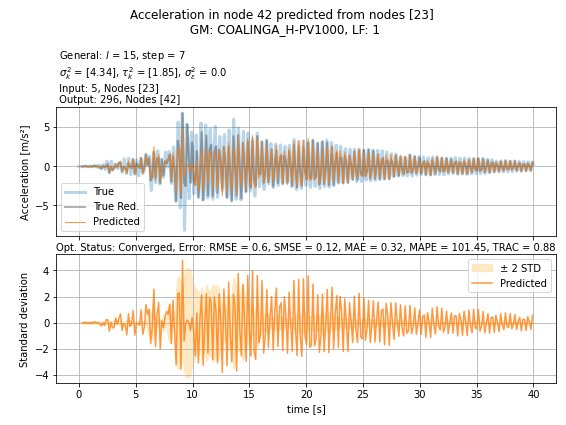 Acceleration in node 42 predicted from nodes [23]
GM: COALINGA_H-PV1000, LF: 1
General: l = 15, step = 7
σ²ₖ = [4.34], τ²ₖ = [1.85], σ²ε = 0.0
Input: 5, Nodes [23]
Output: 296, Nodes [42]
Acceleration [m/s²]
5
0
−5
True
True Red.
Predicted
Opt. Status: Converged, Error: RMSE = 0.6, SMSE = 0.12, MAE = 0.32, MAPE = 101.45, TRAC = 0.88
Standard deviation
4
2
0
−2
−4
± 2 STD
Predicted
0 5 10 15 20 25 30 35 40
time [s]